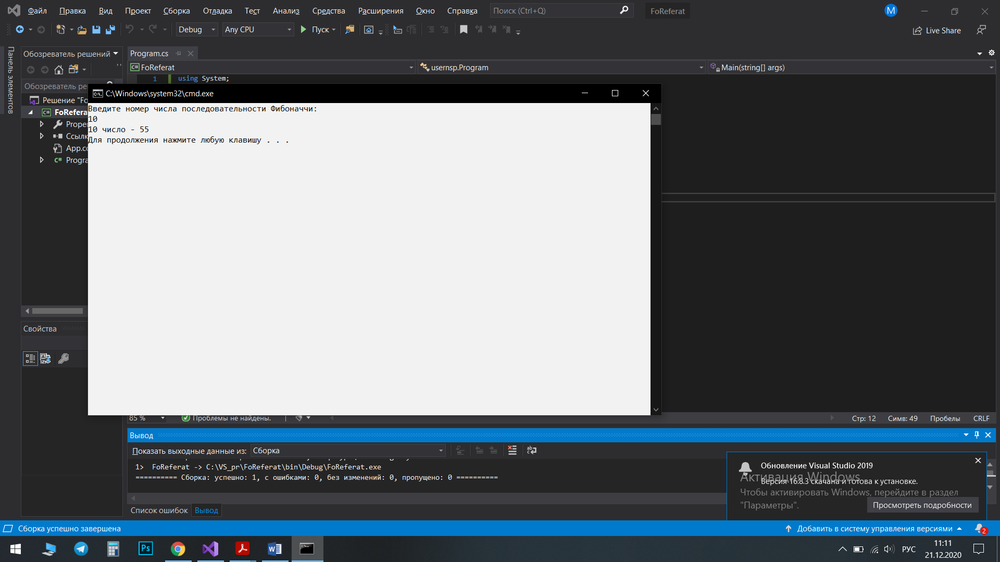 Файл Правка Вид Проект Сборка Отладка Тест Анализ Средства Расширения Окно Справка Поиск (Ctrl+Q) FoReferat M
Debug Any CPU Пуск Live Share
Панель элементов
Обозреватель решений Program.cs
FoReferat usernsp.Program Main(string[] args)
1 using System;
Обозреватель ре
C:\Windows\system32\cmd.exe
Решение "Fo
FoRefera
Prope
Ссылк
App.co
Progra
Введите номер числа последовательности Фибоначчи:
10
10 число - 55
Для продолжения нажмите любую клавишу . . .
Свойства
85 % Проблемы не найдены. Стр: 12 Симв: 49 Пробелы CRLF
Вывод
Показать выходные данные из: Сборка
1> FoReferat -> C:\VS_pr\FoReferat\bin\Debug\FoReferat.exe
========== Сборка: успешно: 1, с ошибками: 0, без изменений: 0, пропущено: 0 ==========
Обновление Visual Studio 2019
Активация Windows
Версия 16.8.3 скачана и готова к установке.
Чтобы активировать Windows, перейдите в раздел
"Параметры".
Просмотреть подробности
Список ошибок Вывод
Сборка успешно завершена Добавить в систему управления версиями 2
Ps РУС 11:11
21.12.2020